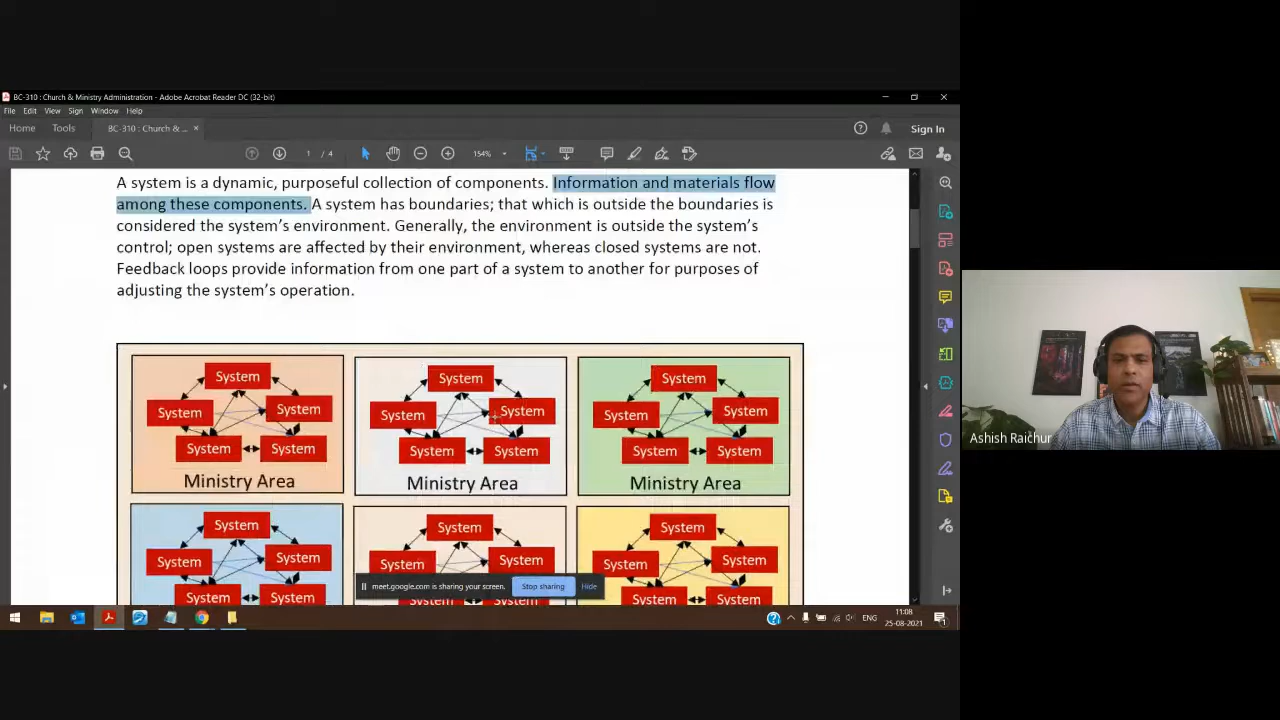 BC-310 : Church & Ministry Administration - Adobe Acrobat Reader DC (32-bit)
File Edit View Sign Window Help
Home Tools BC-310 : Church & ... × Sign In
1 / 4 154%
A system is a dynamic, purposeful collection of components. Information and materials flow
among these components. A system has boundaries; that which is outside the boundaries is
considered the system's environment. Generally, the environment is outside the system's
control; open systems are affected by their environment, whereas closed systems are not.
Feedback loops provide information from one part of a system to another for purposes of
adjusting the system's operation.
System System System
System System System System System System
System System System System System System
Ministry Area Ministry Area Ministry Area
System System System
System System System System System System
System System System System
meet.google.com is sharing your screen. Stop sharing Hide
Ashish Raichur
ENG 11:08
25-08-2021